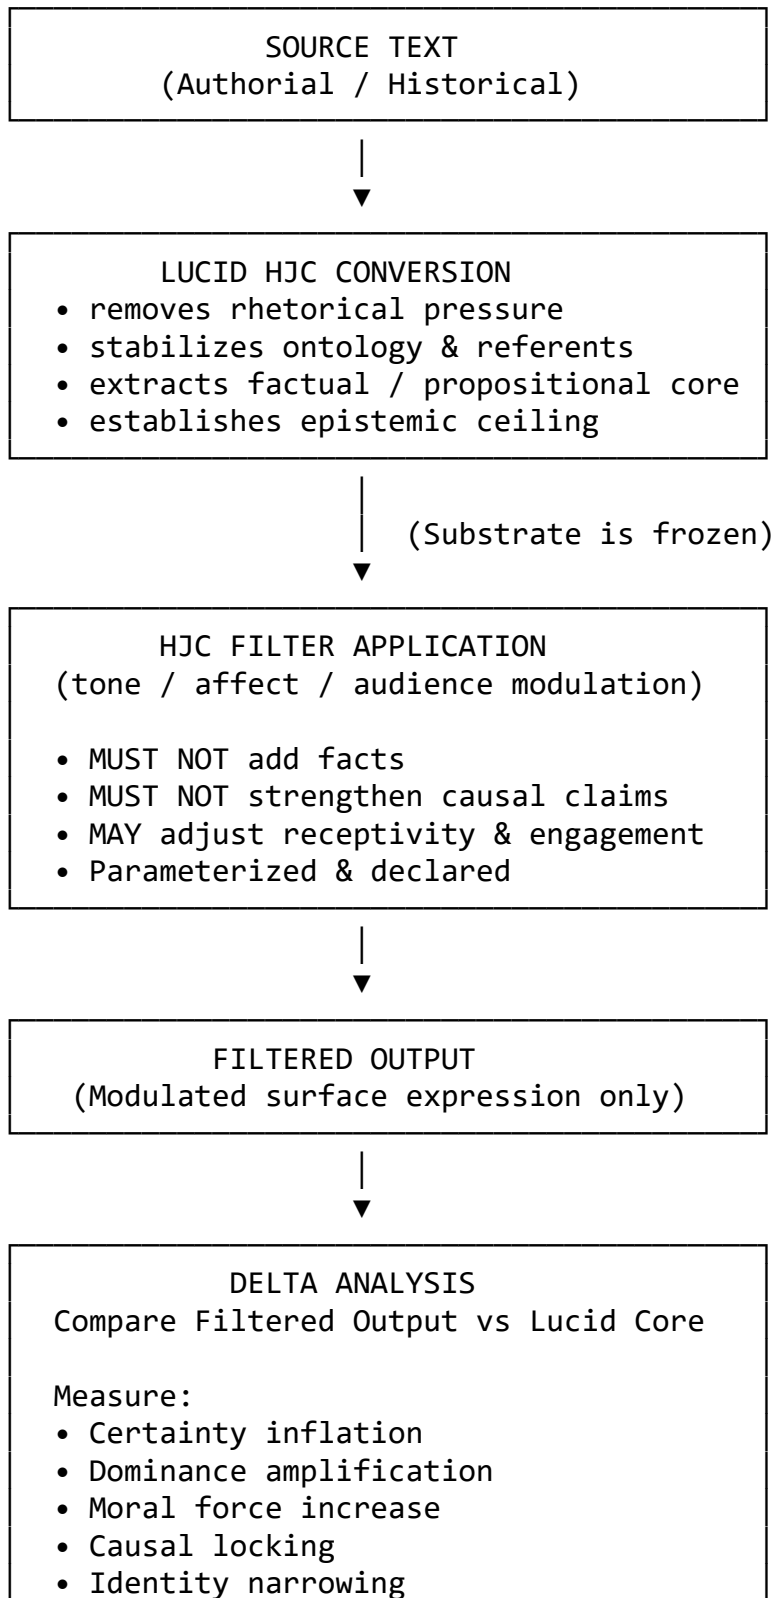 SOURCE TEXT
(Authorial / Historical)
LUCID HJC CONVERSION
• removes rhetorical pressure
• stabilizes ontology & referents
• extracts factual / propositional core
• establishes epistemic ceiling
(Substrate is frozen)
HJC FILTER APPLICATION
(tone / affect / audience modulation)
• MUST NOT add facts
• MUST NOT strengthen causal claims
• MAY adjust receptivity & engagement
• Parameterized & declared
FILTERED OUTPUT
(Modulated surface expression only)
DELTA ANALYSIS
Compare Filtered Output vs Lucid Core
Measure:
• Certainty inflation
• Dominance amplification
• Moral force increase
• Causal locking
• Identity narrowing